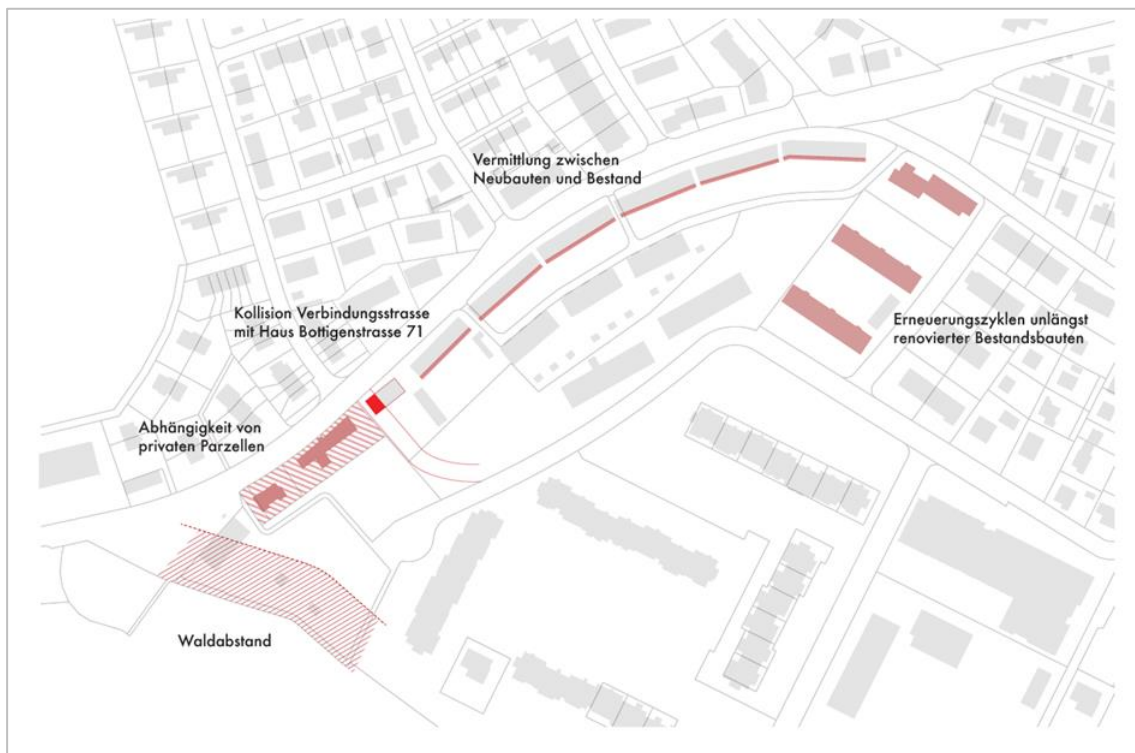 Vermittlung zwischen
Neubauten und Bestand
Kollision Verbindungsstrasse
mit Haus Bottigenstrasse 71
Erneuerungszyklen unlängst
renovierter Bestandsbauten
Abhängigkeit von
privaten Parzellen
Waldabstand